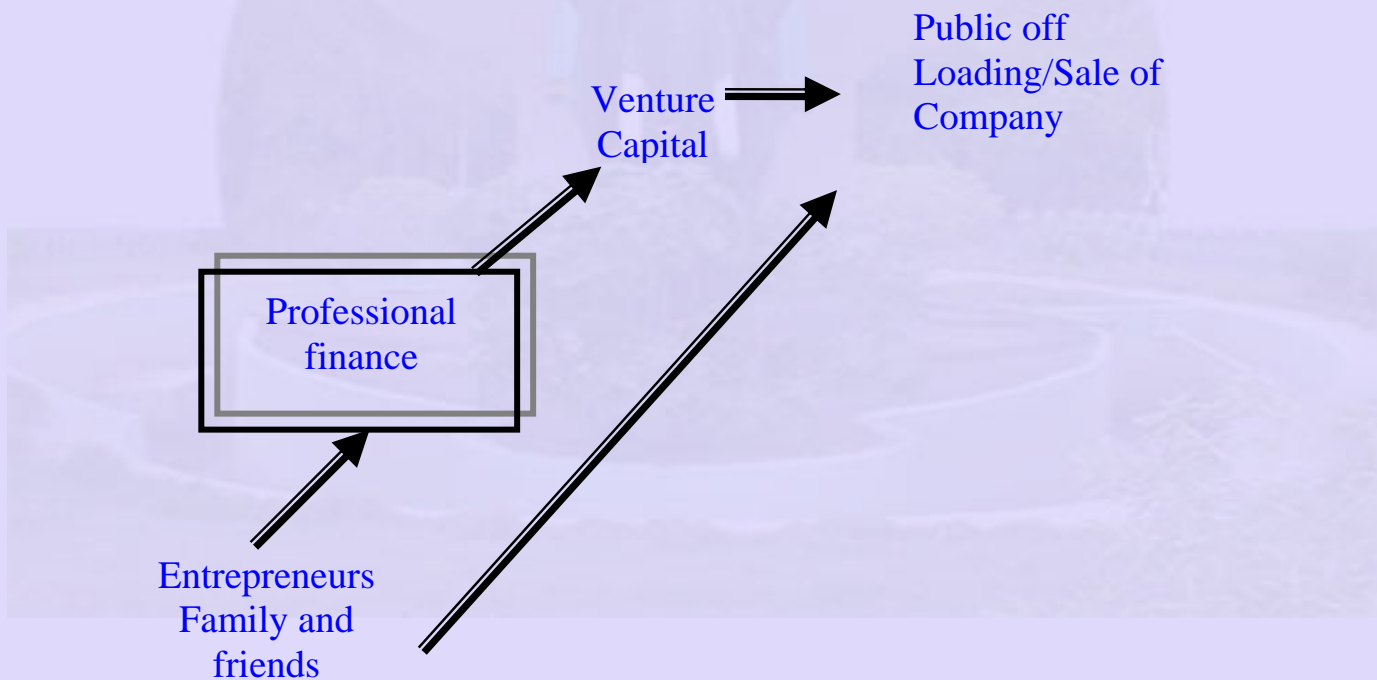 Public off
Loading/Sale of
Company
Venture
Capital
Professional
finance
Entrepreneurs
Family and
friends